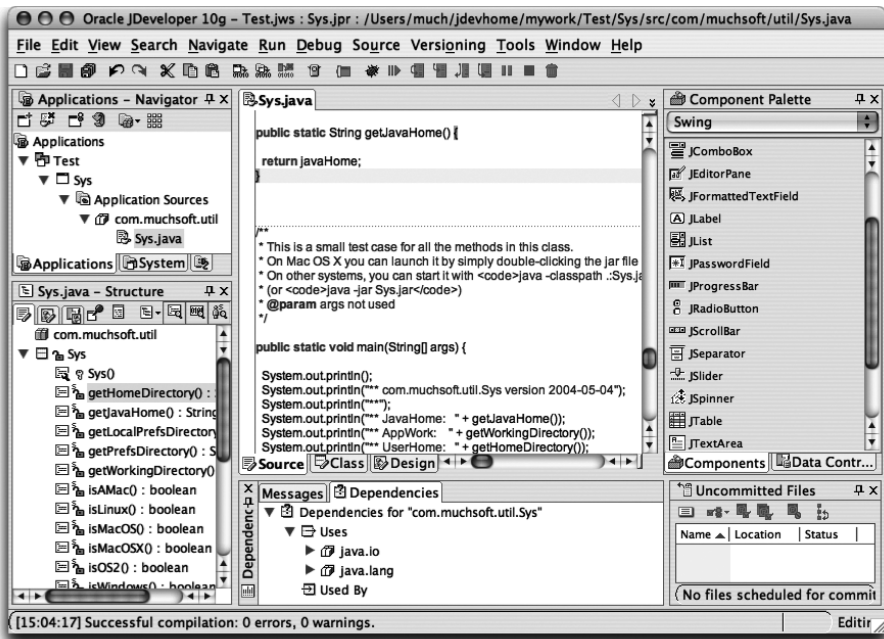 Oracle JDeveloper 10g – Test.jws : Sys.jpr : /Users/much/jdevhome/mywork/Test/Sys/src/com/muchsoft/util/Sys.java
File Edit View Search Navigate Run Debug Source Versioning Tools Window Help
Applications – Navigator
Applications
Test
Sys
Application Sources
com.muchsoft.util
Sys.java
Applications System
Sys.java – Structure
com.muchsoft.util
Sys
Sys()
getHomeDirectory() :
getJavaHome() : String
getLocalPrefsDirectory
getPrefsDirectory() : S
getWorkingDirectory()
isAMac() : boolean
isLinux() : boolean
isMacOS() : boolean
isMacOSX() : boolean
isOS2() : boolean
isWindows() : boolean
Sys.java
public static String getJavaHome() {
return javaHome;
}
/**
* This is a small test case for all the methods in this class.
* On Mac OS X you can launch it by simply double-clicking the jar file
* On other systems, you can start it with <code>java -classpath .:Sys.ja
* (or <code>java -jar Sys.jar</code>)
* @param args not used
*/
public static void main(String[] args) {
System.out.println();
System.out.println("** com.muchsoft.util.Sys version 2004-05-04");
System.out.println("***");
System.out.println("** JavaHome: " + getJavaHome());
System.out.println("** AppWork: " + getWorkingDirectory());
System.out.println("** UserHome: " + getHomeDirectory());
Source Class Design
Component Palette
Swing
JComboBox
JEditorPane
JFormattedTextField
JLabel
JList
JPasswordField
JProgressBar
JRadioButton
JScrollBar
JSeparator
JSlider
JSpinner
JTable
JTextArea
Components Data Contr...
Dependenc
Messages Dependencies
Dependencies for "com.muchsoft.util.Sys"
Uses
java.io
java.lang
Used By
Uncommitted Files
Name Location Status
No files scheduled for commit
[15:04:17] Successful compilation: 0 errors, 0 warnings.
Editin